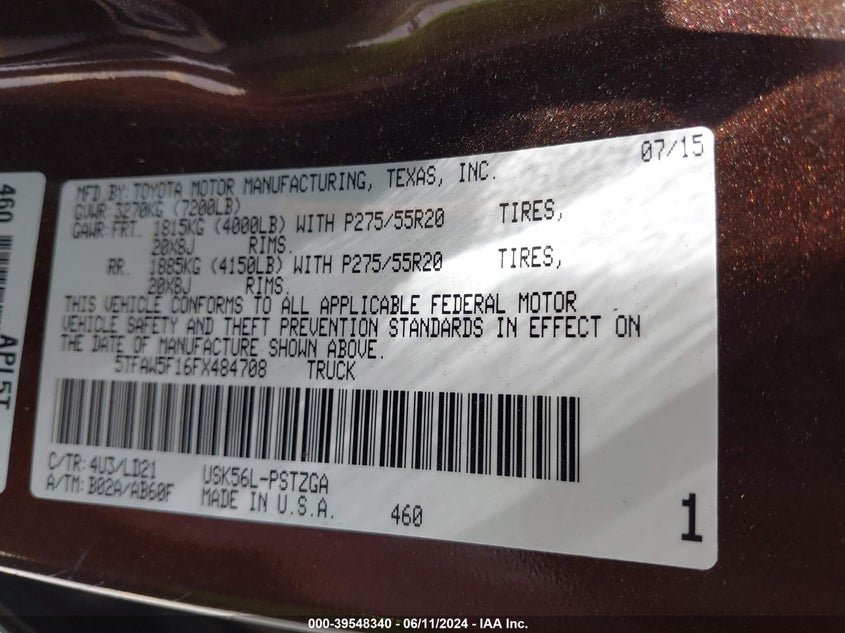 07/15
MFD.BY: TOYOTA MOTOR MANUFACTURING, TEXAS, INC.
GVWR:3270KG (7200LB)
GAWR:FRT. 1815KG (4000LB) WITH P275/55R20 TIRES,
20X8J RIMS.
RR. 1885KG (4150LB) WITH P275/55R20 TIRES,
20X8J RIMS.
THIS VEHICLE CONFORMS TO ALL APPLICABLE FEDERAL MOTOR
VEHICLE SAFETY AND THEFT PREVENTION STANDARDS IN EFFECT ON
THE DATE OF MANUFACTURE SHOWN ABOVE.
5TFAW5F16FX484708 TRUCK
C/TR:4U3/LD21 USK56L-PSTZGA
A/TM:B02A/AB60F MADE IN U.S.A. 460
1
460
API5T
000-39548340 - 06/11/2024 - IAA Inc.